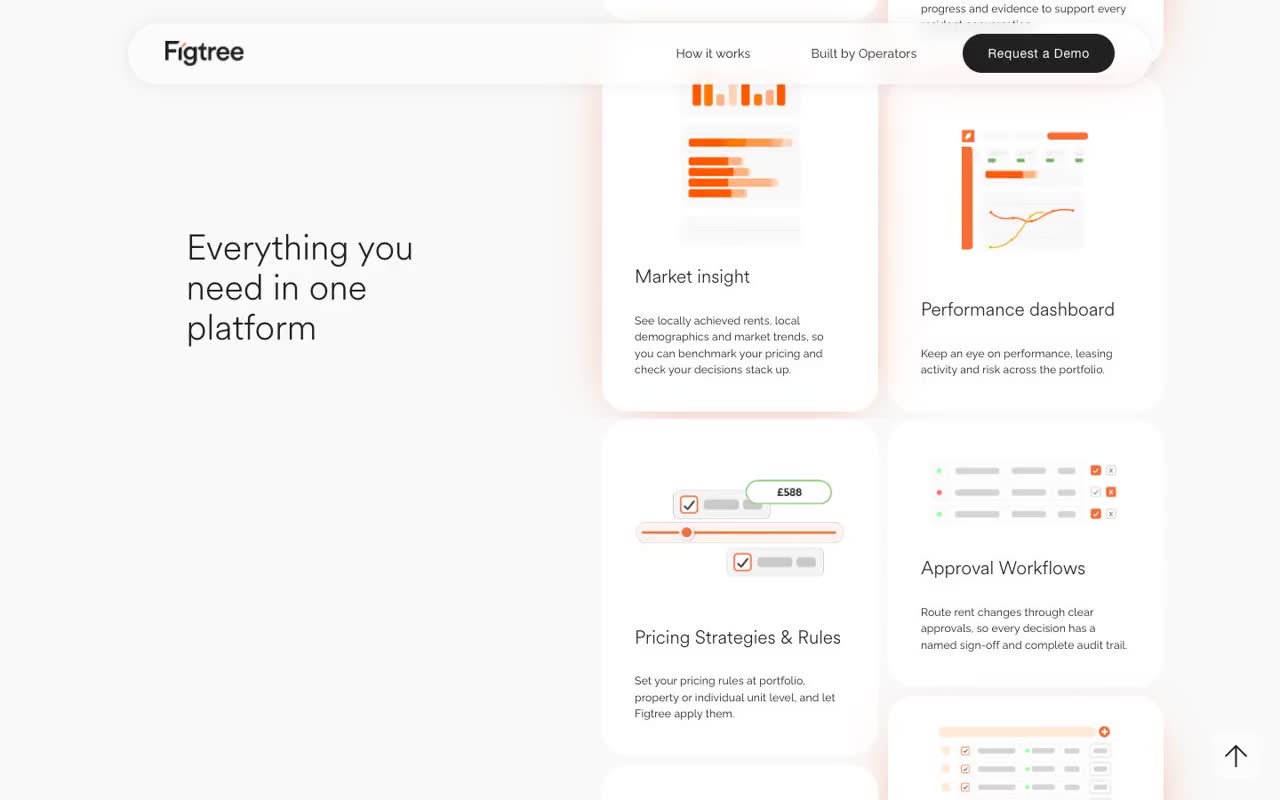 progress and evidence to support every
Figtree
How it works
Built by Operators
Request a Demo
Everything you
need in one
platform
Market insight
See locally achieved rents, local
demographics and market trends, so
you can benchmark your pricing and
check your decisions stack up.
Performance dashboard
Keep an eye on performance, leasing
activity and risk across the portfolio.
£588
Pricing Strategies & Rules
Set your pricing rules at portfolio,
property or individual unit level, and let
Figtree apply them.
Approval Workflows
Route rent changes through clear
approvals, so every decision has a
named sign-off and complete audit trail.